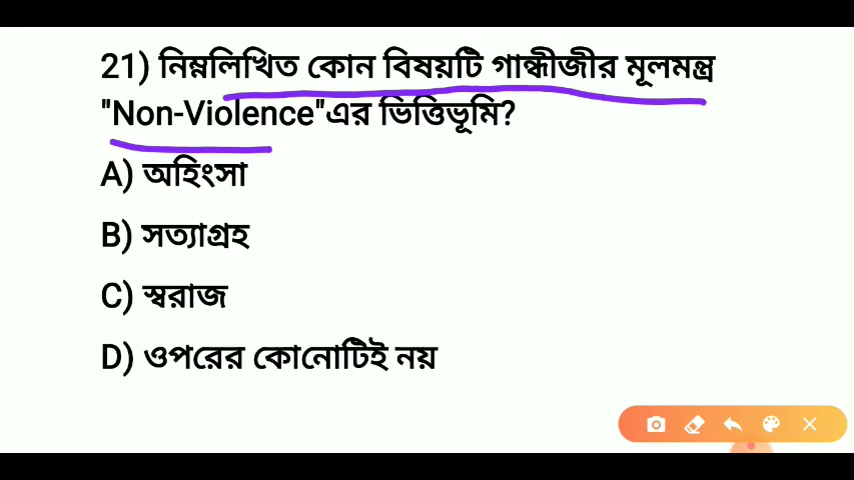 21) নিম্নলিখিত কোন বিষয়টি গান্ধীজীর মূলমন্ত্র
"Non-Violence"এর ভিত্তিভূমি?
A) অহিংসা
B) সত্যাগ্রহ
C) স্বরাজ
D) ওপরের কোনোটিই নয়